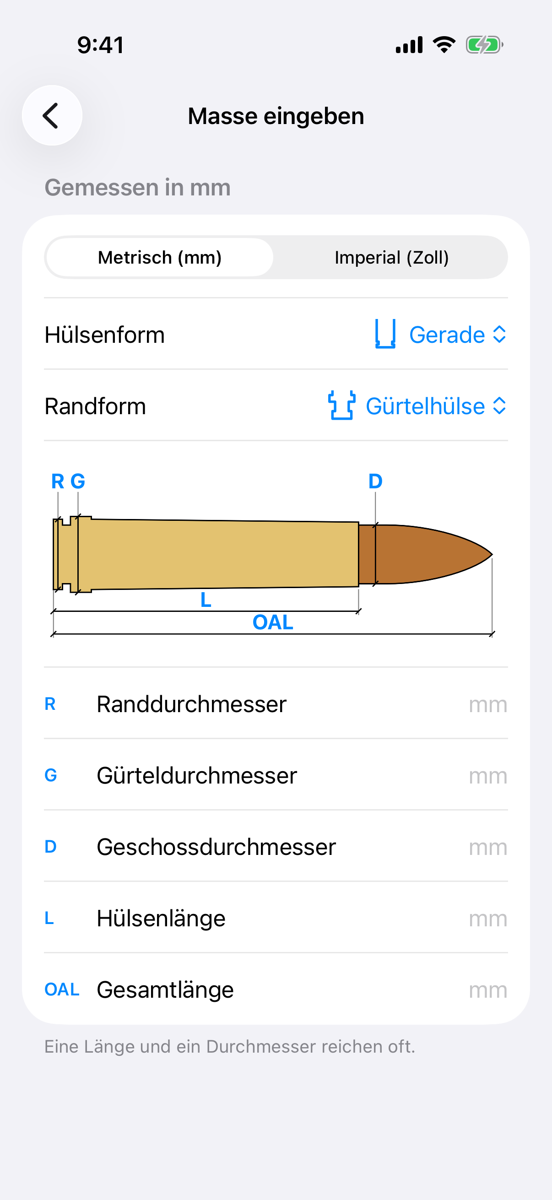 9:41
Masse eingeben
Gemessen in mm
Metrisch (mm) Imperial (Zoll)
Hülsenform Gerade
Randform Gürtelhülse
R G D
L
OAL
R Randdurchmesser mm
G Gürteldurchmesser mm
D Geschossdurchmesser mm
L Hülsenlänge mm
OAL Gesamtlänge mm
Eine Länge und ein Durchmesser reichen oft.